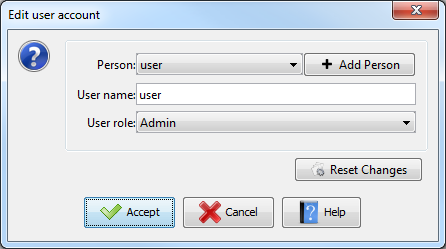 Edit user account
Person: user + Add Person
User name: user
User role: Admin
Reset Changes
Accept Cancel Help